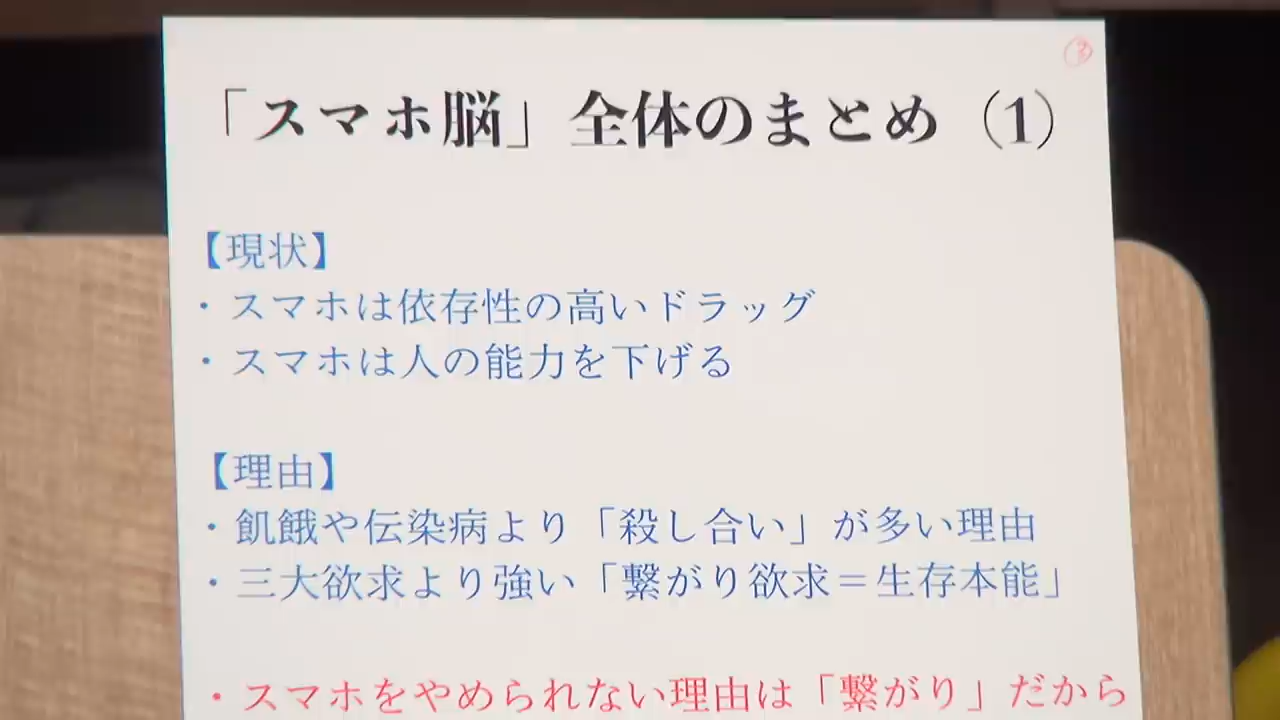 ③
「スマホ脳」全体のまとめ（1）
【現状】
・スマホは依存性の高いドラッグ
・スマホは人の能力を下げる
【理由】
・飢餓や伝染病より「殺し合い」が多い理由
・三大欲求より強い「繋がり欲求＝生存本能」
・スマホをやめられない理由は「繋がり」だから